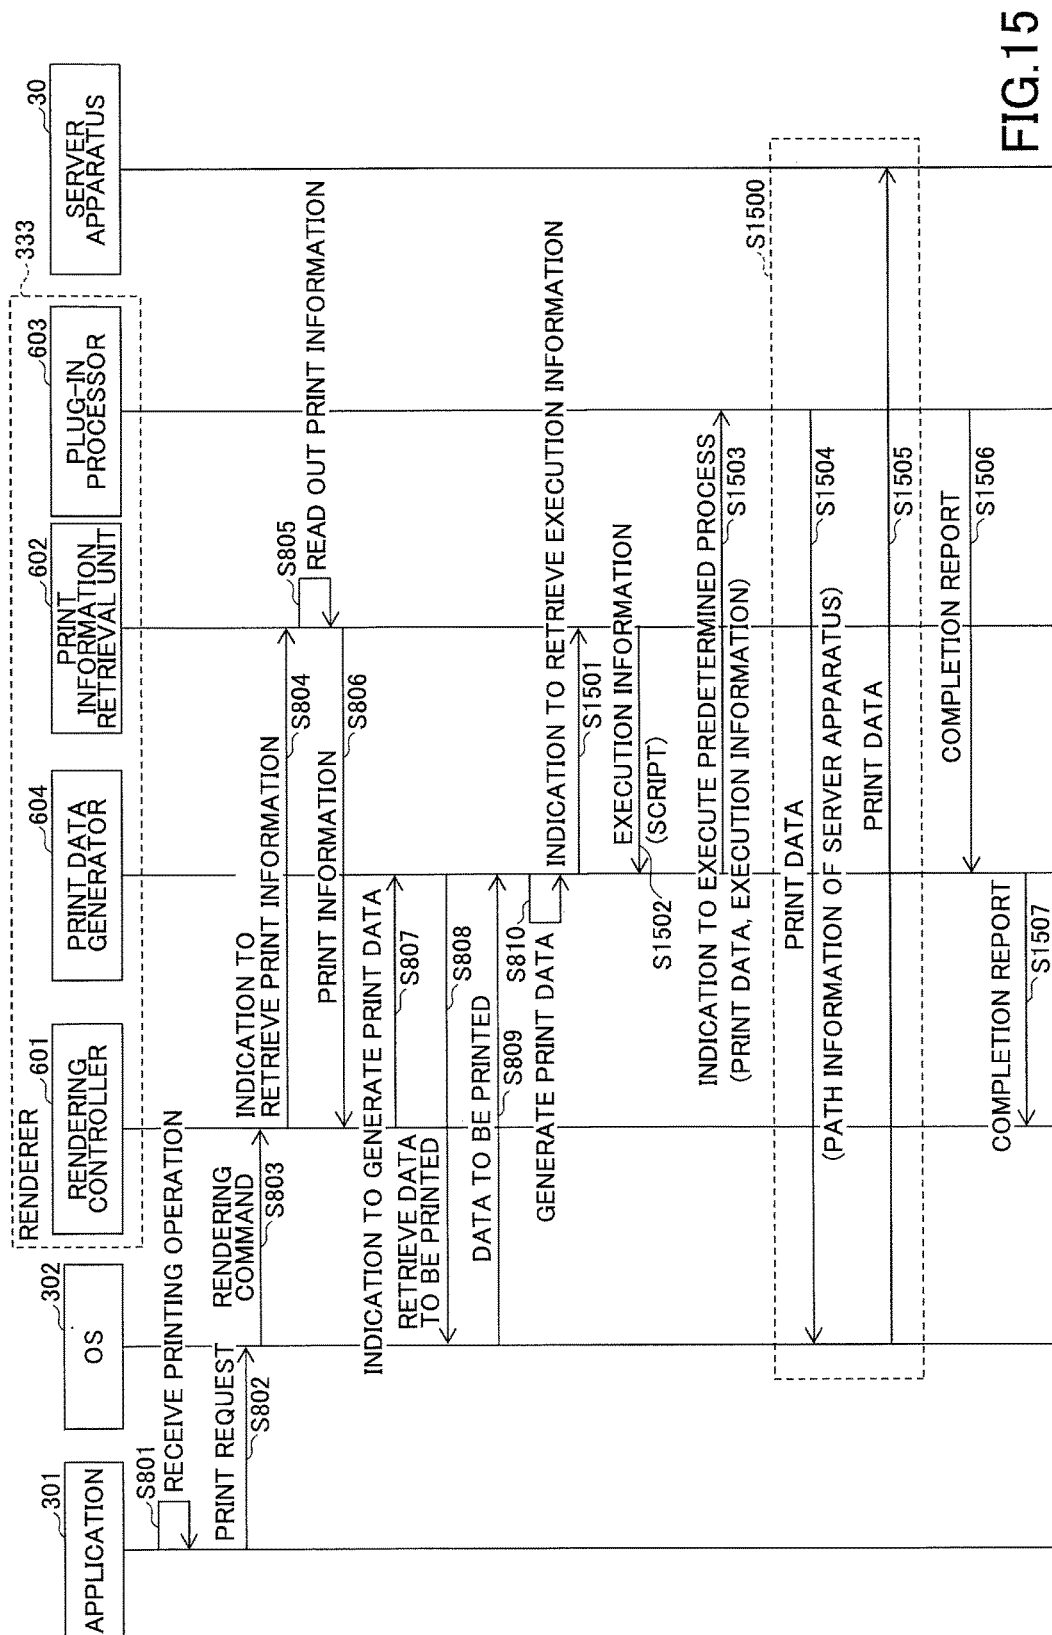 FIG.15
APPLICATION
301
OS
302
RENDERER
333
RENDERING
CONTROLLER
601
PRINT DATA
GENERATOR
604
PRINT
INFORMATION
RETRIEVAL UNIT
602
PLUG-IN
PROCESSOR
603
SERVER
APPARATUS
30
S801
RECEIVE PRINTING OPERATION
PRINT REQUEST
S802
RENDERING
COMMAND
S803
INDICATION TO
RETRIEVE PRINT INFORMATION
S804
S805
READ OUT PRINT INFORMATION
PRINT INFORMATION
S806
INDICATION TO GENERATE PRINT DATA
S807
RETRIEVE DATA
TO BE PRINTED
S808
DATA TO BE PRINTED
S809
S810
GENERATE PRINT DATA
INDICATION TO RETRIEVE EXECUTION INFORMATION
S1501
EXECUTION INFORMATION
(SCRIPT)
S1502
INDICATION TO EXECUTE PREDETERMINED PROCESS
(PRINT DATA, EXECUTION INFORMATION)
S1503
S1500
PRINT DATA
S1504
(PATH INFORMATION OF SERVER APPARATUS)
PRINT DATA
S1505
COMPLETION REPORT
S1506
COMPLETION REPORT
S1507